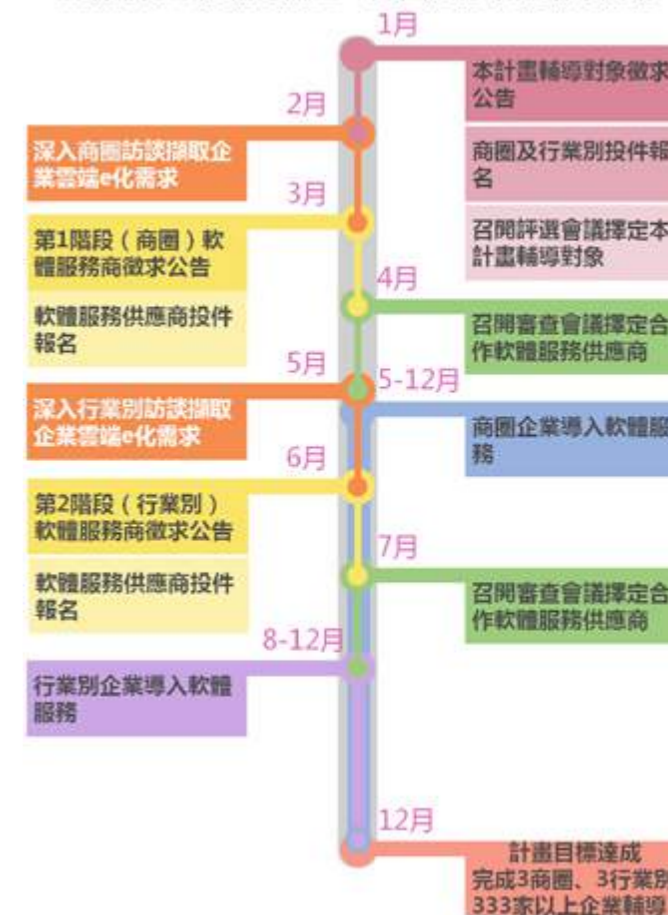 1月
本計畫輔導對象徵求
公告
商圈及行業別投件報
名
召開評選會議擇定本
計畫輔導對象
2月
深入商圈訪談擷取企
業雲端e化需求
3月
第1階段（商圈）軟
體服務商徵求公告
軟體服務供應商投件
報名
4月
召開審查會議擇定合
作軟體服務供應商
5月
深入行業別訪談擷取
企業雲端e化需求
5-12月
商圈企業導入軟體服
務
6月
第2階段（行業別）
軟體服務商徵求公告
軟體服務供應商投件
報名
7月
召開審查會議擇定合
作軟體服務供應商
8-12月
行業別企業導入軟體
服務
12月
計畫目標達成
完成3商圈、3行業別
333家以上企業輔導